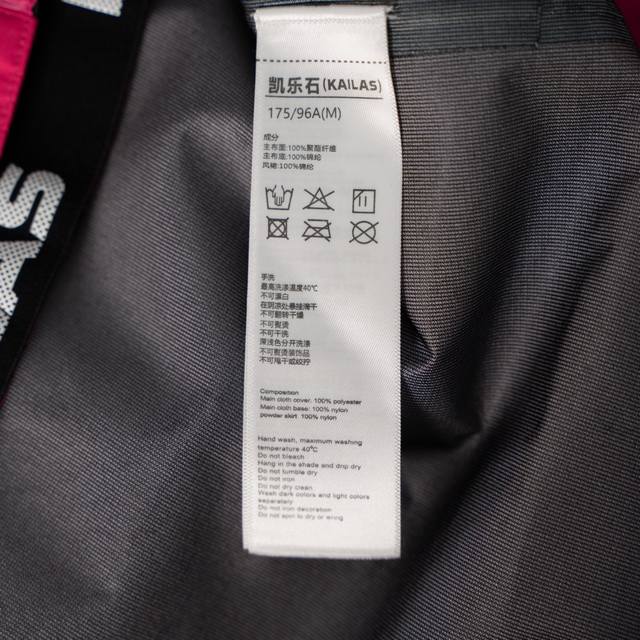 凯乐石(KAILAS)
175/96A(M)
成分
主布面:100%聚酯纤维
主布底:100%锦纶
风裙:100%锦纶
手洗
最高洗涤温度40℃
不可漂白
在阴凉处悬挂滴干
不可翻转干燥
不可熨烫
不可干洗
深浅色分开洗涤
不可熨烫装饰品
不可甩干或绞拧
Composition
Main cloth cover: 100% polyester
Main cloth base: 100% nylon
powder skirt: 100% nylon
Hand wash, maximum washing
temperature 40℃
Do not bleach
Hang in the shade and drip dry
Do not tumble dry
Do not iron
Do not dry clean
Wash dark colors and light colors
separately
Do not iron decoration
Do not spin to dry or wring